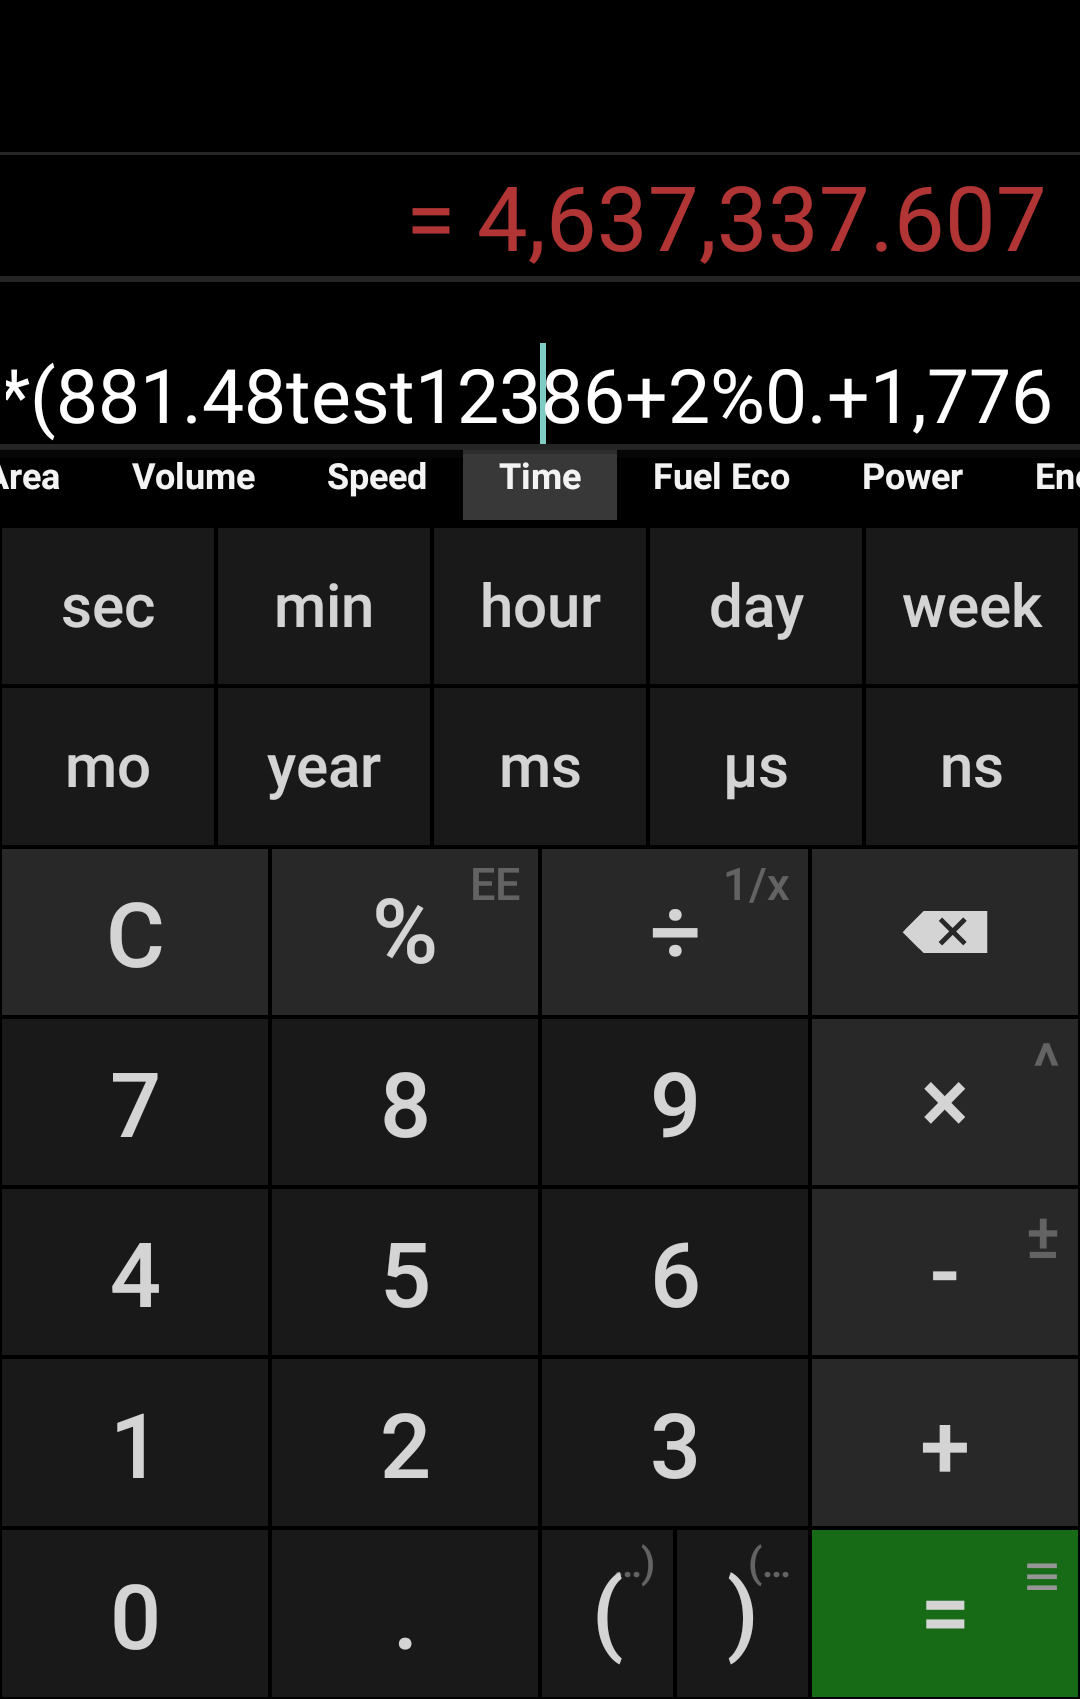 = 4,637,337.607
*(881.48test12386+2%0.+1,776
Area Volume Speed Time Fuel Eco Power Ene
sec min hour day week
mo year ms µs ns
C % EE ÷ 1/x
7 8 9 × ^
4 5 6 - ±
1 2 3 +
0 . ( ..) ) (... = ≡